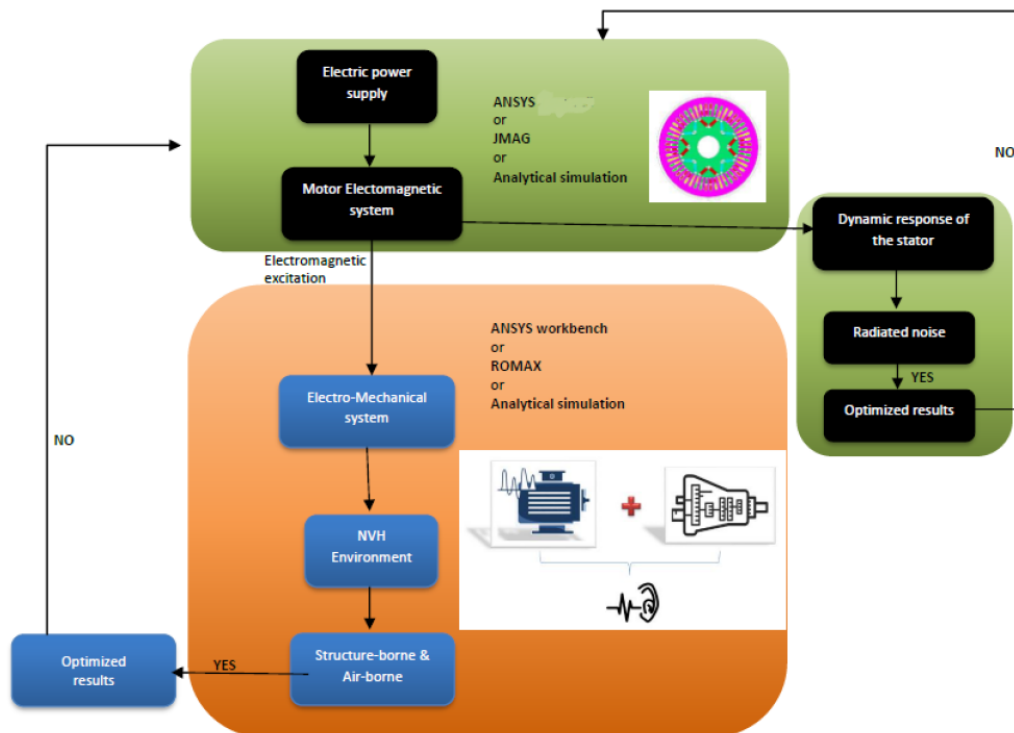 Electric power
supply
ANSYS
or
JMAG
or
Analytical simulation
Motor Electomagnetic
system
NO
Dynamic response of
the stator
Electromagnetic
excitation
Radiated noise
YES
Optimized results
ANSYS workbench
or
ROMAX
or
Analytical simulation
Electro-Mechanical
system
NO
NVH
Environment
Structure-borne &
Air-borne
YES
Optimized
results